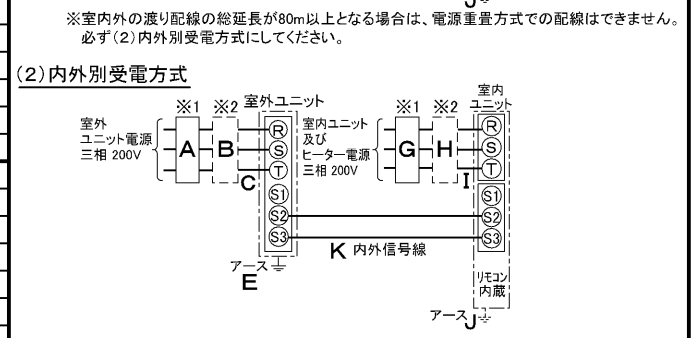 ※室内外の渡り配線の総延長が80m以上となる場合は、電源重畳方式での配線はできません。
必ず(2)内外別受電方式にしてください。
(2)内外別受電方式
※1 ※2 室外ユニット
室外
ユニット電源
三相 200V
A
B
C
R
S
T
S1
S2
S3
アース
E
K 内外信号線
※1 ※2
室内
ユニット
室内ユニット
及び
ヒーター電源
三相 200V
G
H
I
R
S
T
S1
S2
S3
リモコン
内蔵
アース
J